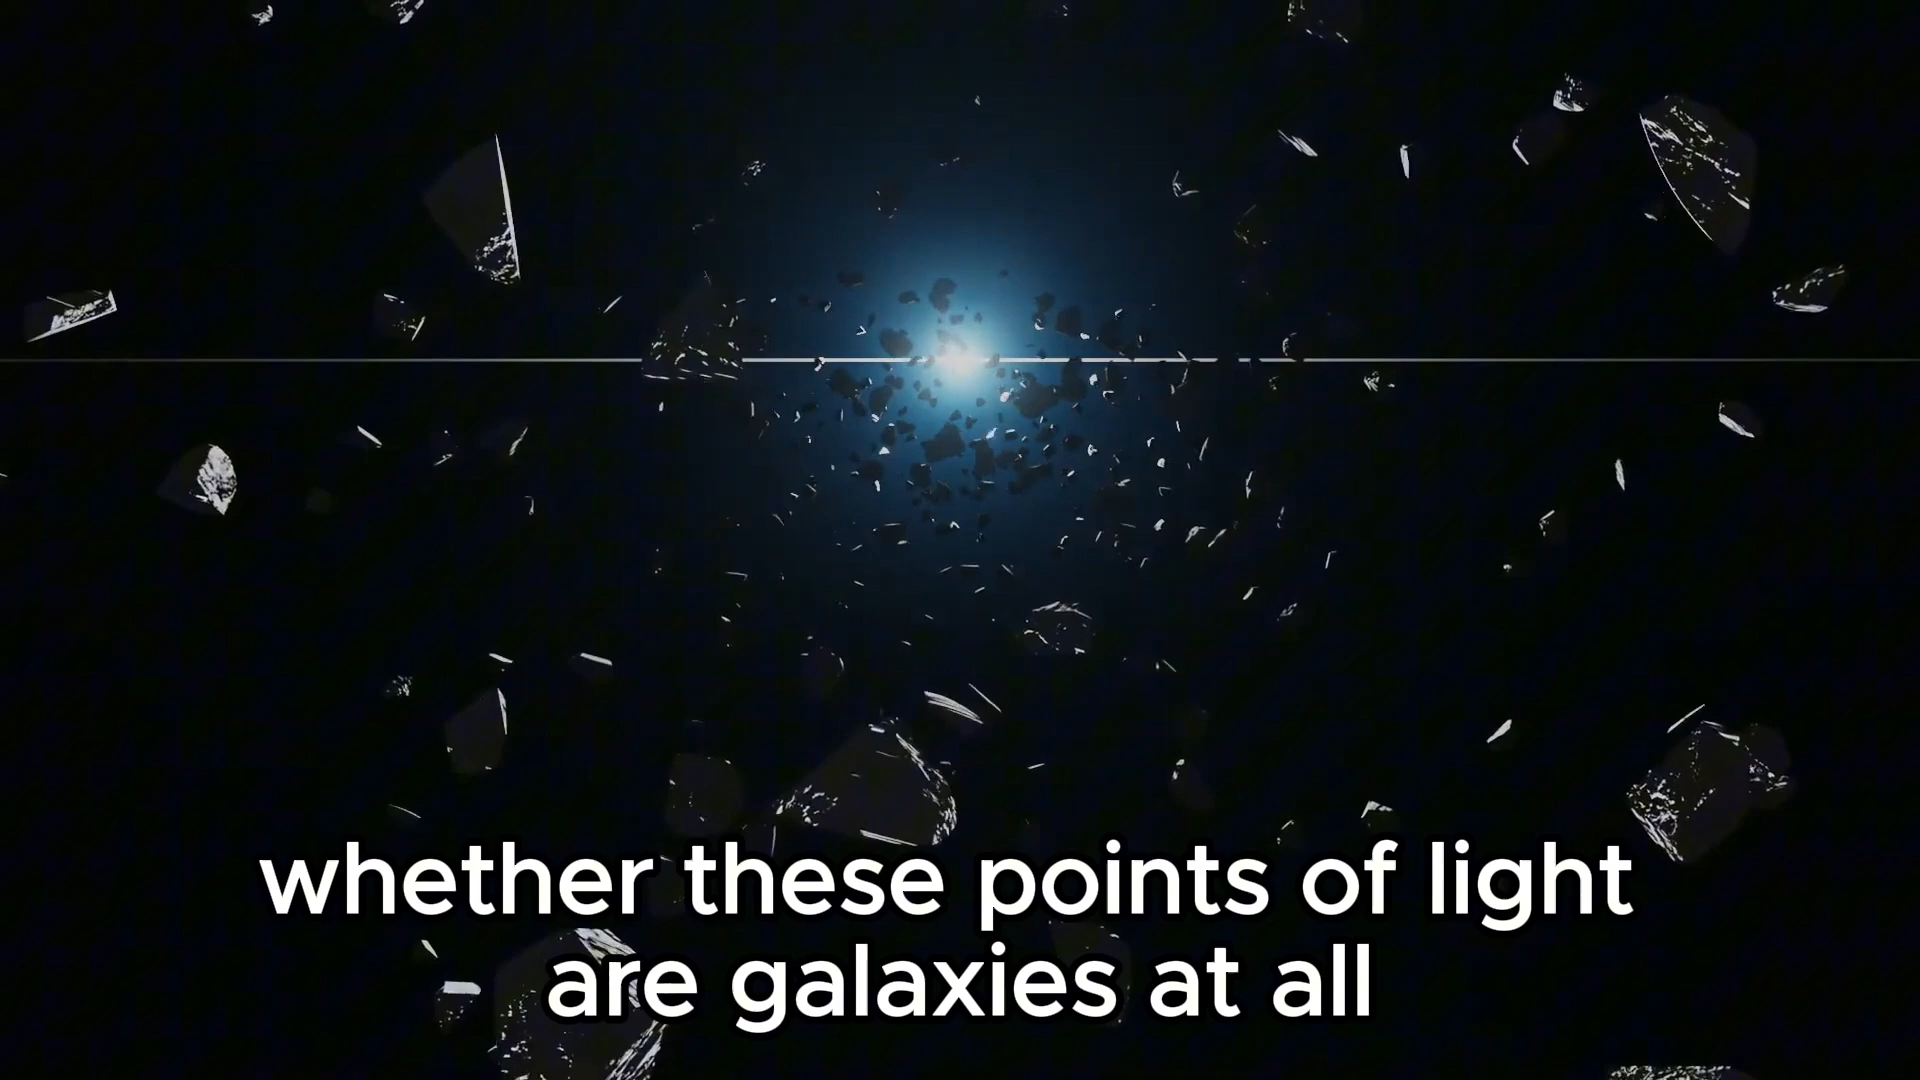 whether these points of light
are galaxies at all